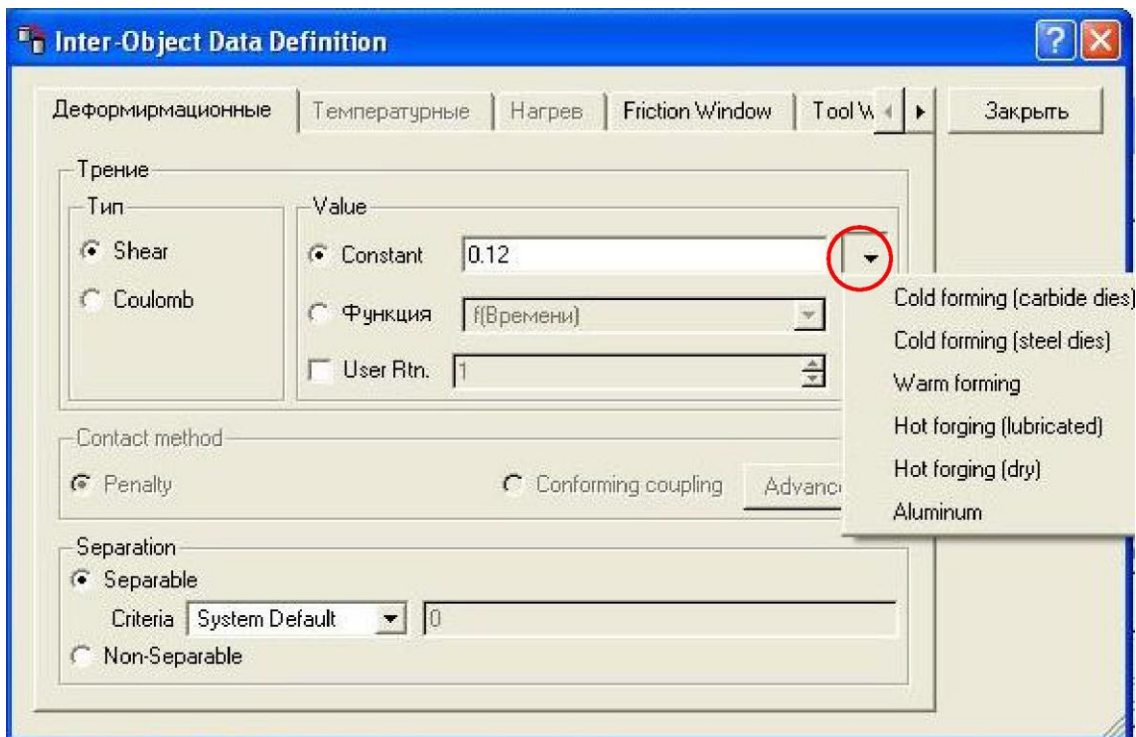 Inter-Object Data Definition
Деформирмационные Температурные Нагрев Friction Window Tool W Закрыть
Трение
Тип Value
Shear Constant 0.12
Coulomb Функция f(Времени)
User Rtn. 1
Cold forming (carbide dies)
Cold forming (steel dies)
Warm forming
Hot forging (lubricated)
Hot forging (dry)
Aluminum
Contact method
Penalty Conforming coupling Advance
Separation
Separable
Criteria System Default 0
Non-Separable